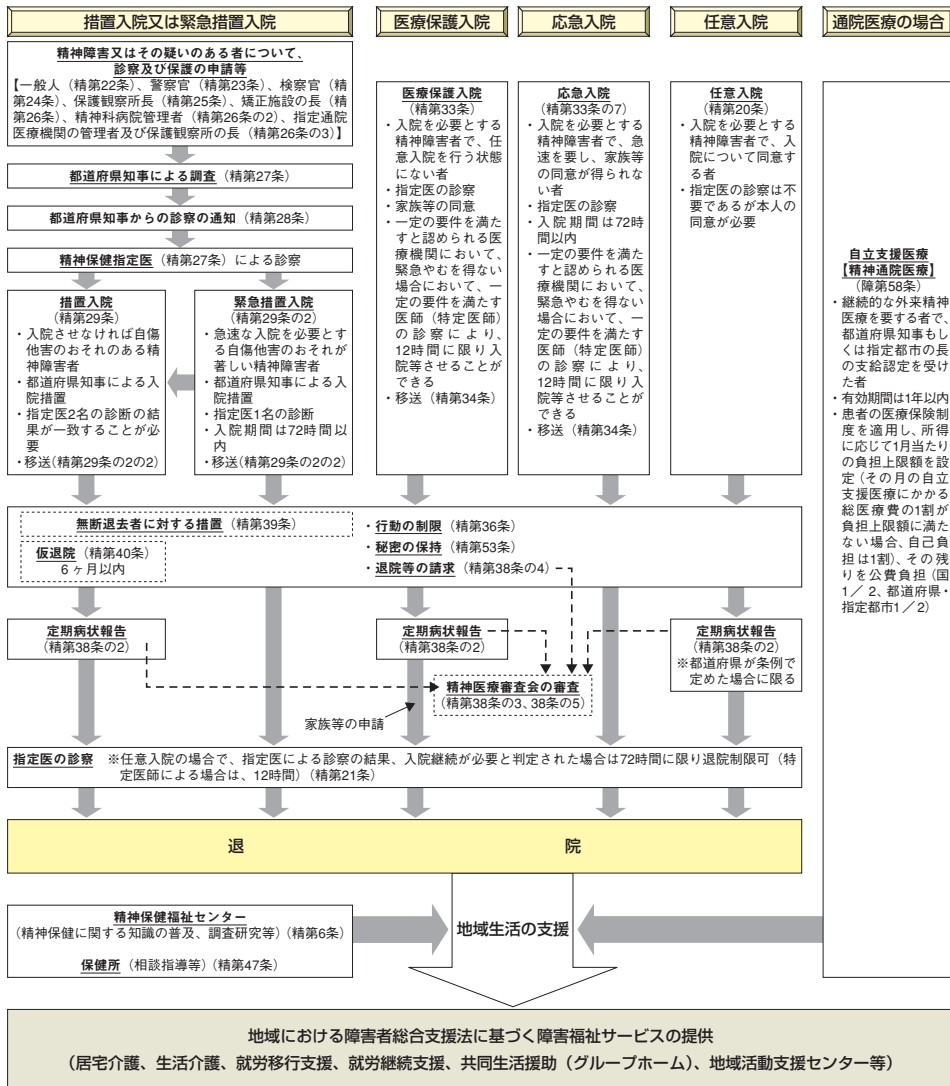 措置入院又は緊急措置入院
医療保護入院
応急入院
任意入院
通院医療の場合
精神障害又はその疑いのある者について、
診察及び保護の申請等
【一般人（精第22条）、警察官（精第23条）、検察官（精
第24条）、保護観察所長（精第25条）、矯正施設の長（精
第26条）、精神科病院管理者（精第26条の2）、指定通院
医療機関の管理者及び保護観察所の長（精第26条の3）】
都道府県知事による調査（精第27条）
都道府県知事からの診察の通知（精第28条）
精神保健指定医（精第27条）による診察
措置入院
（精第29条）
・入院させなければ自傷
他害のおそれのある精
神障害者
・都道府県知事による入
院措置
・指定医2名の診断の結
果が一致することが必
要
・移送（精第29条の2の2）
緊急措置入院
（精第29条の2）
・急速な入院を必要とす
る自傷他害のおそれが
著しい精神障害者
・都道府県知事による入
院措置
・指定医1名の診断
・入院期間は72時間以
内
・移送（精第29条の2の2）
医療保護入院
（精第33条）
・入院を必要とする
精神障害者で、任
意入院を行う状態
にない者
・指定医の診察
・家族等の同意
・一定の要件を満た
すと認められる医
療機関において、
緊急やむを得ない
場合において、一
定の要件を満たす
医師（特定医師）
の診察により、
12時間に限り入
院等させることが
できる
・移送（精第34条）
応急入院
（精第33条の7）
・入院を必要とする
精神障害者で、急
速を要し、家族等
の同意が得られな
い者
・指定医の診察
・入院期間は72時
間以内
・一定の要件を満た
すと認められる医
療機関において、
緊急やむを得ない
場合において、一
定の要件を満たす
医師（特定医師）
の診察により、
12時間に限り入
院等させることが
できる
・移送（精第34条）
任意入院
（精第20条）
・入院を必要とする
精神障害者で、入
院について同意す
る者
・指定医の診察は不
要であるが本人の
同意が必要
自立支援医療
【精神通院医療】
（障第58条）
・継続的な外来精神
医療を要する者で、
都道府県知事もし
くは指定都市の長
の支給認定を受け
た者
・有効期間は1年以内
・患者の医療保険制
度を適用し、所得
に応じて1月当たり
の負担上限額を設
定（その月の自立
支援医療にかかる
総医療費の1割が
負担上限額に満た
ない場合、自己負
担は1割）、その残
りを公費負担（国
1／2、都道府県・
指定都市1／2）
無断退去者に対する措置（精第39条）
仮退院（精第40条）
6ヶ月以内
・行動の制限（精第36条）
・秘密の保持（精第53条）
・退院等の請求（精第38条の4）
定期病状報告
（精第38条の2）
定期病状報告
（精第38条の2）
定期病状報告
（精第38条の2）
※都道府県が条例で
定めた場合に限る
精神医療審査会の審査
（精第38条の3、38条の5）
家族等の申請
指定医の診察 ※任意入院の場合で、指定医による診察の結果、入院継続が必要と判定された場合は72時間に限り退院制限可（特
定医師による場合は、12時間）（精第21条）
退 院
精神保健福祉センター
（精神保健に関する知識の普及、調査研究等）（精第6条）
保健所（相談指導等）（精第47条）
地域生活の支援
地域における障害者総合支援法に基づく障害福祉サービスの提供
（居宅介護、生活介護、就労移行支援、就労継続支援、共同生活援助（グループホーム）、地域活動支援センター等）